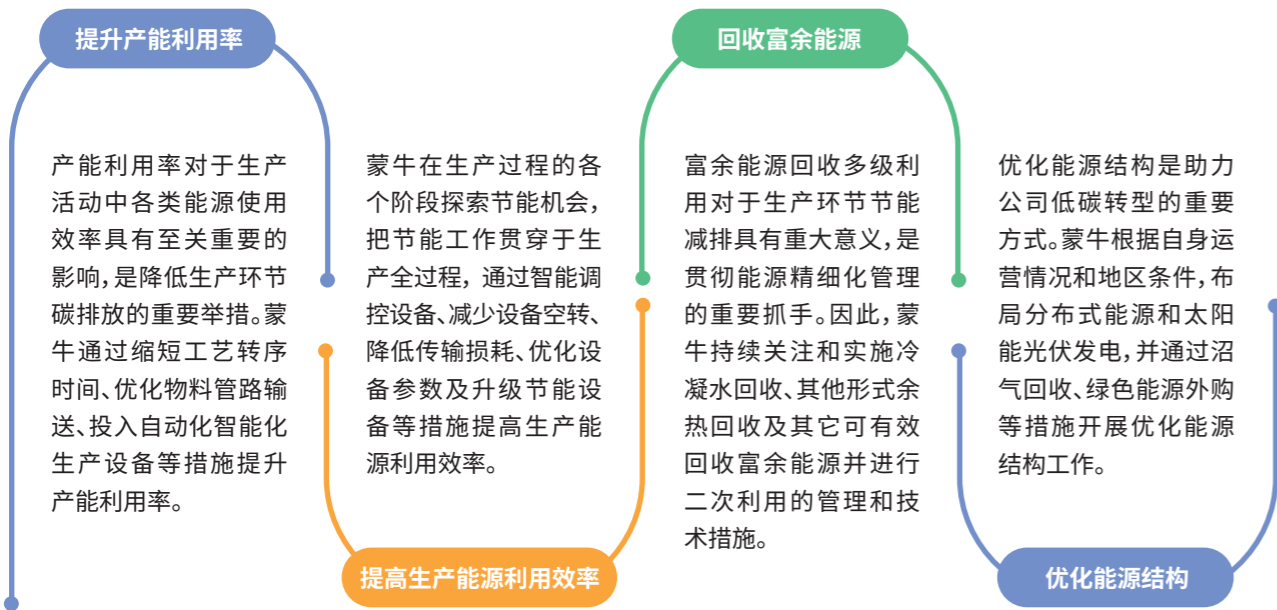 提升产能利用率
产能利用率对于生产
活动中各类能源使用
效率具有至关重要的
影响,是降低生产环节
碳排放的重要举措。蒙
牛通过缩短工艺转序
时间、优化物料管路输
送、投入自动化智能化
生产设备等措施提升
产能利用率。
蒙牛在生产过程的各
个阶段探索节能机会,
把节能工作贯穿于生
产全过程, 通过智能调
控设备、减少设备空转、
降低传输损耗、优化设
备参数及升级节能设
备等措施提高生产能
源利用效率。
提高生产能源利用效率
回收富余能源
富余能源回收多级利
用对于生产环节节能
减排具有重大意义,是
贯彻能源精细化管理
的重要抓手。因此,蒙
牛持续关注和实施冷
凝水回收、其他形式余
热回收及其它可有效
回收富余能源并进行
二次利用的管理和技
术措施。
优化能源结构是助力
公司低碳转型的重要
方式。蒙牛根据自身运
营情况和地区条件,布
局分布式能源和太阳
能光伏发电,并通过沼
气回收、绿色能源外购
等措施开展优化能源
结构工作。
优化能源结构